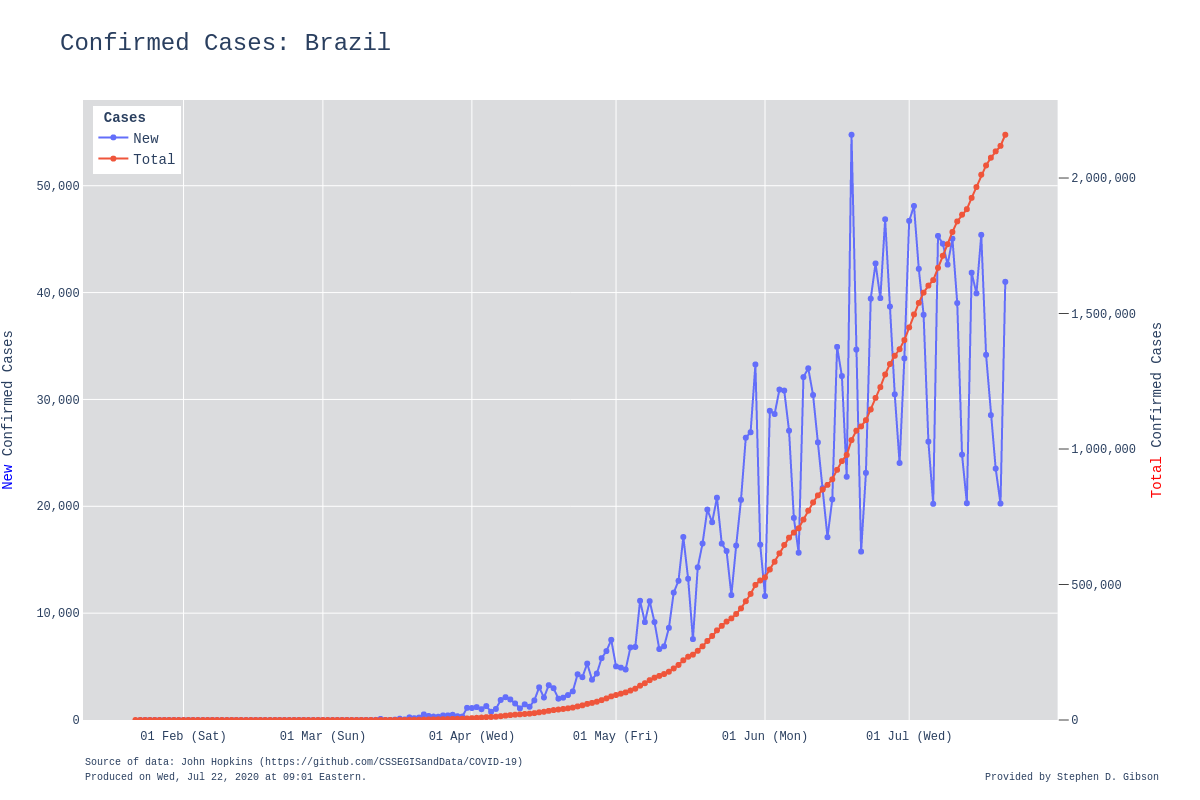 Confirmed Cases: Brazil
Cases
New
Total
50,000
40,000
30,000
20,000
10,000
0
New Confirmed Cases
2,000,000
1,500,000
1,000,000
500,000
0
Total Confirmed Cases
01 Feb (Sat)
01 Mar (Sun)
01 Apr (Wed)
01 May (Fri)
01 Jun (Mon)
01 Jul (Wed)
Source of data: John Hopkins (https://github.com/CSSEGISandData/COVID-19)
Produced on Wed, Jul 22, 2020 at 09:01 Eastern.
Provided by Stephen D. Gibson